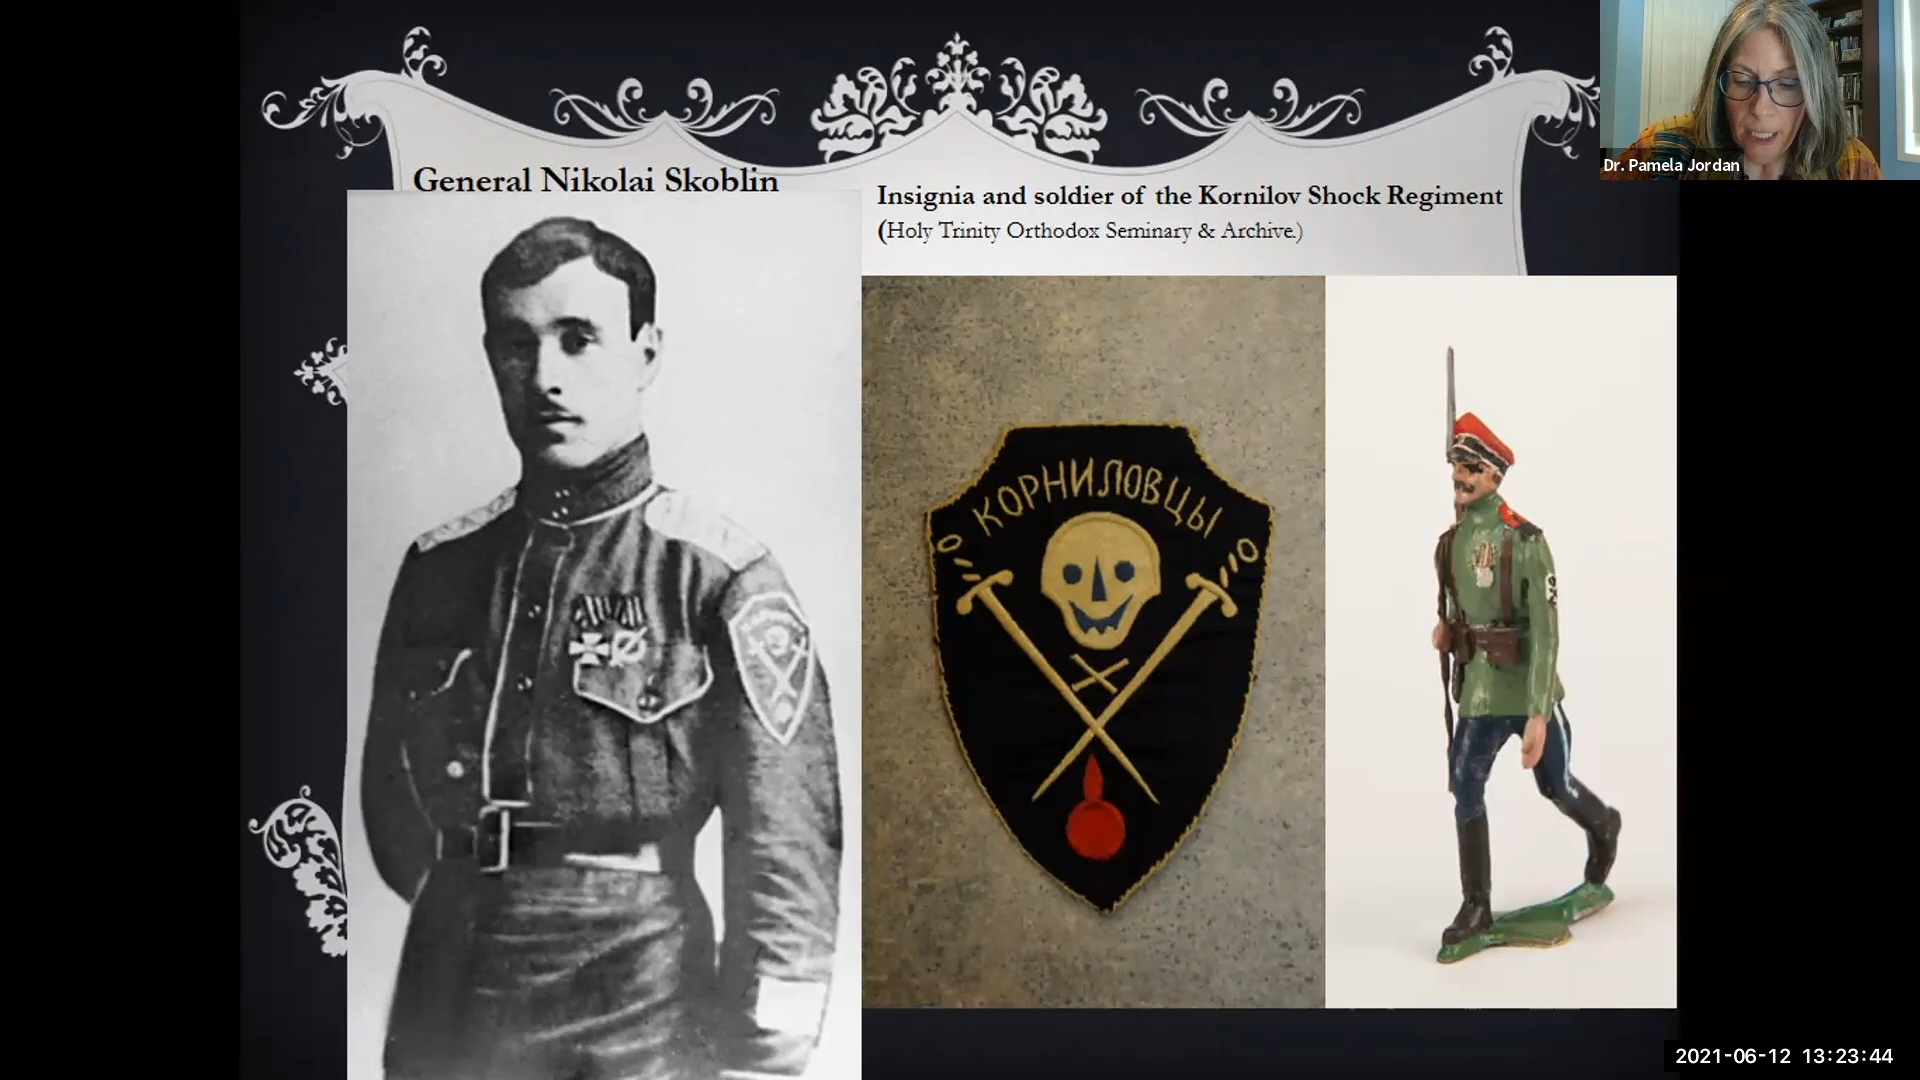 General Nikolai Skoblin
Insignia and soldier of the Kornilov Shock Regiment
(Holy Trinity Orthodox Seminary & Archive.)
КОРНИЛОВЦЫ
Dr. Pamela Jordan
2021-06-12 13:23:44